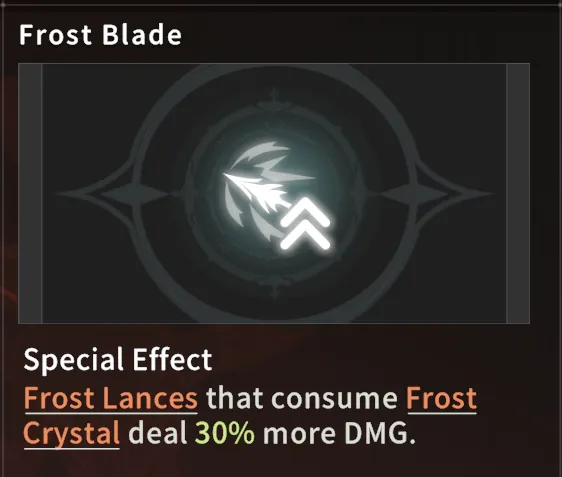 Frost Blade
Special Effect
Frost Lances that consume Frost
Crystal deal 30% more DMG.